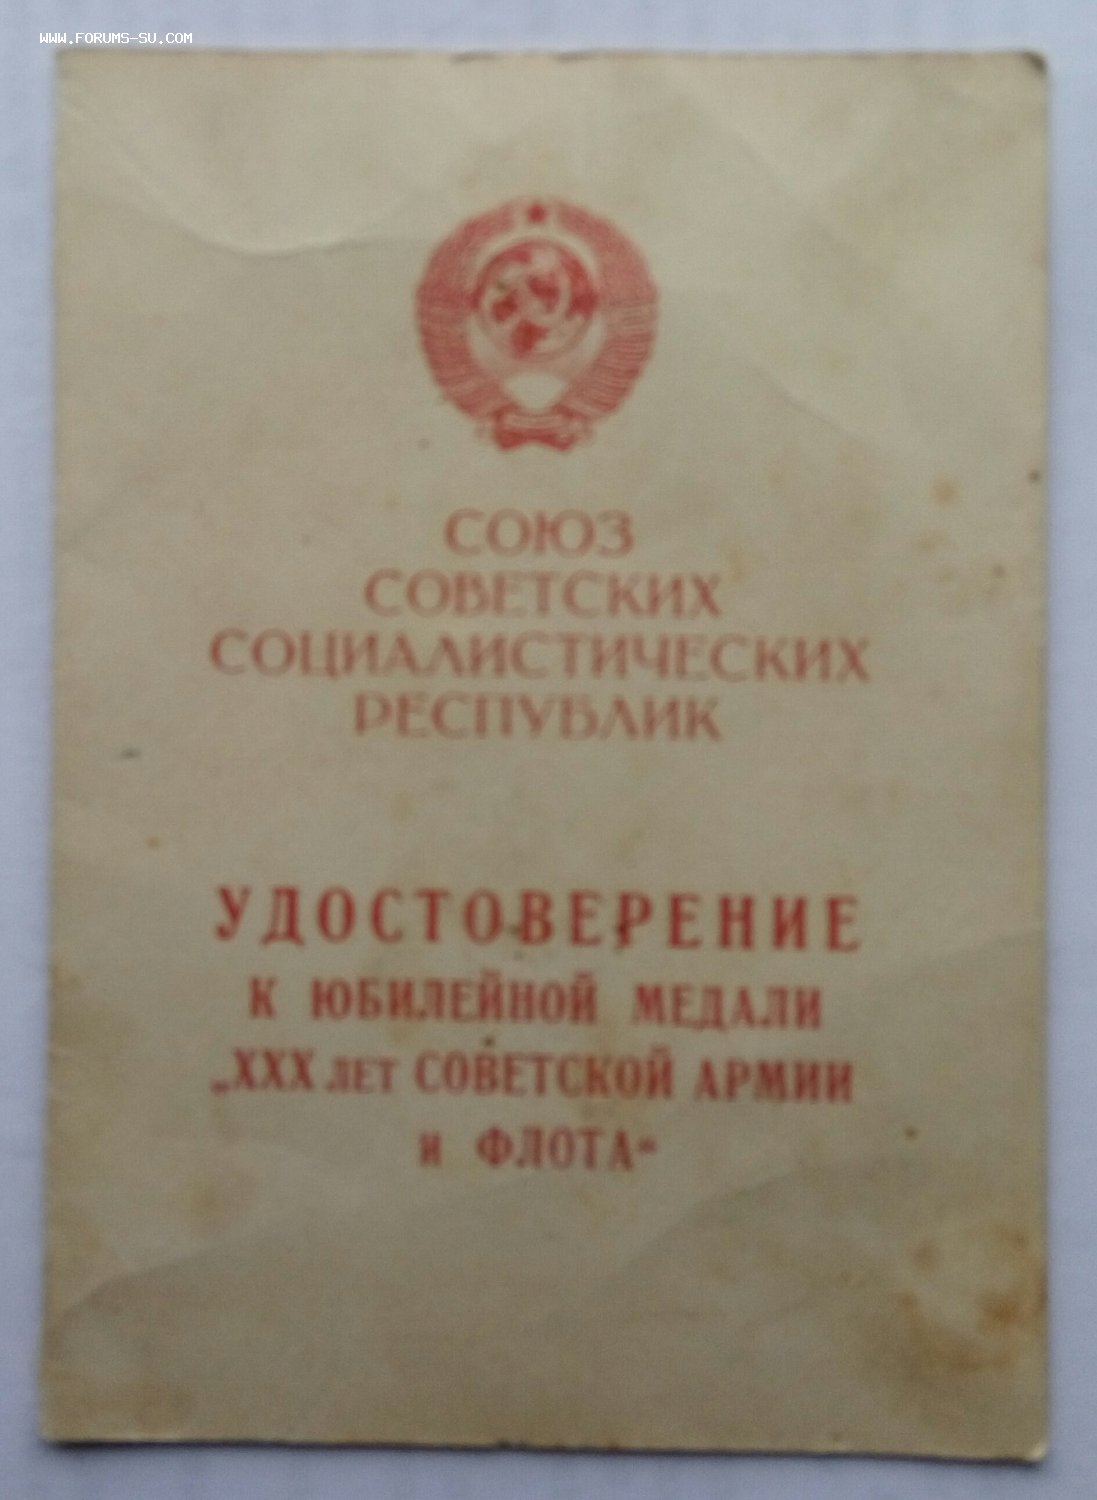 WWW.FORUMS-SU.COM
СОЮЗ
СОВЕТСКИХ
СОЦИАЛИСТИЧЕСКИХ
РЕСПУБЛИК
УДОСТОВЕРЕНИЕ
К ЮБИЛЕЙНОЙ МЕДАЛИ
„XXX ЛЕТ СОВЕТСКОЙ АРМИИ
И ФЛОТА“